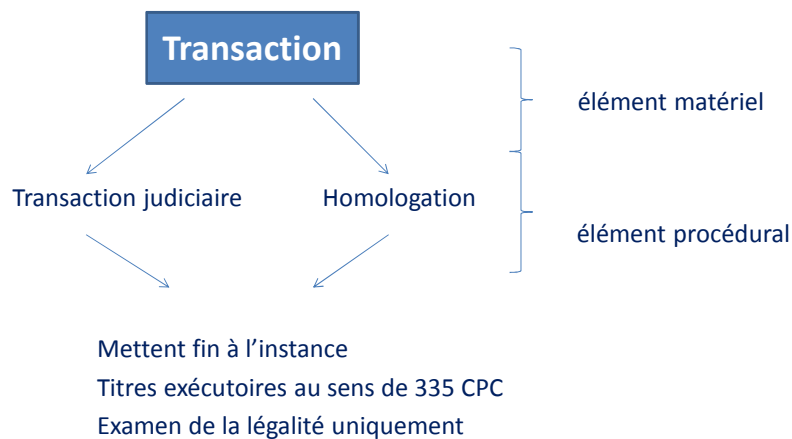 Transaction
élément matériel
Transaction judiciaire
Homologation
élément procédural
Mettent fin à l’instance
Titres exécutoires au sens de 335 CPC
Examen de la légalité uniquement